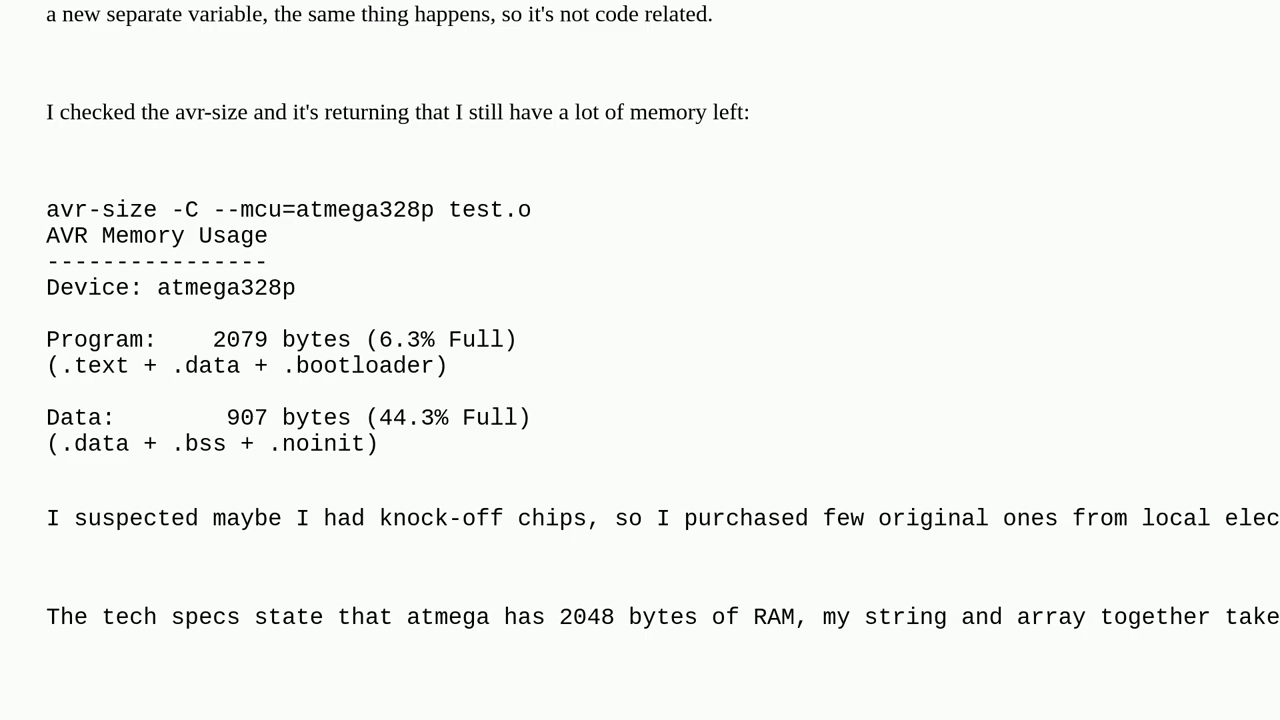 a new separate variable, the same thing happens, so it's not code related.
I checked the avr-size and it's returning that I still have a lot of memory left:
avr-size -C --mcu=atmega328p test.o
AVR Memory Usage
----------------
Device: atmega328p
Program:    2079 bytes (6.3% Full)
(.text + .data + .bootloader)
Data:        907 bytes (44.3% Full)
(.data + .bss + .noinit)
I suspected maybe I had knock-off chips, so I purchased few original ones from local elec
The tech specs state that atmega has 2048 bytes of RAM, my string and array together take